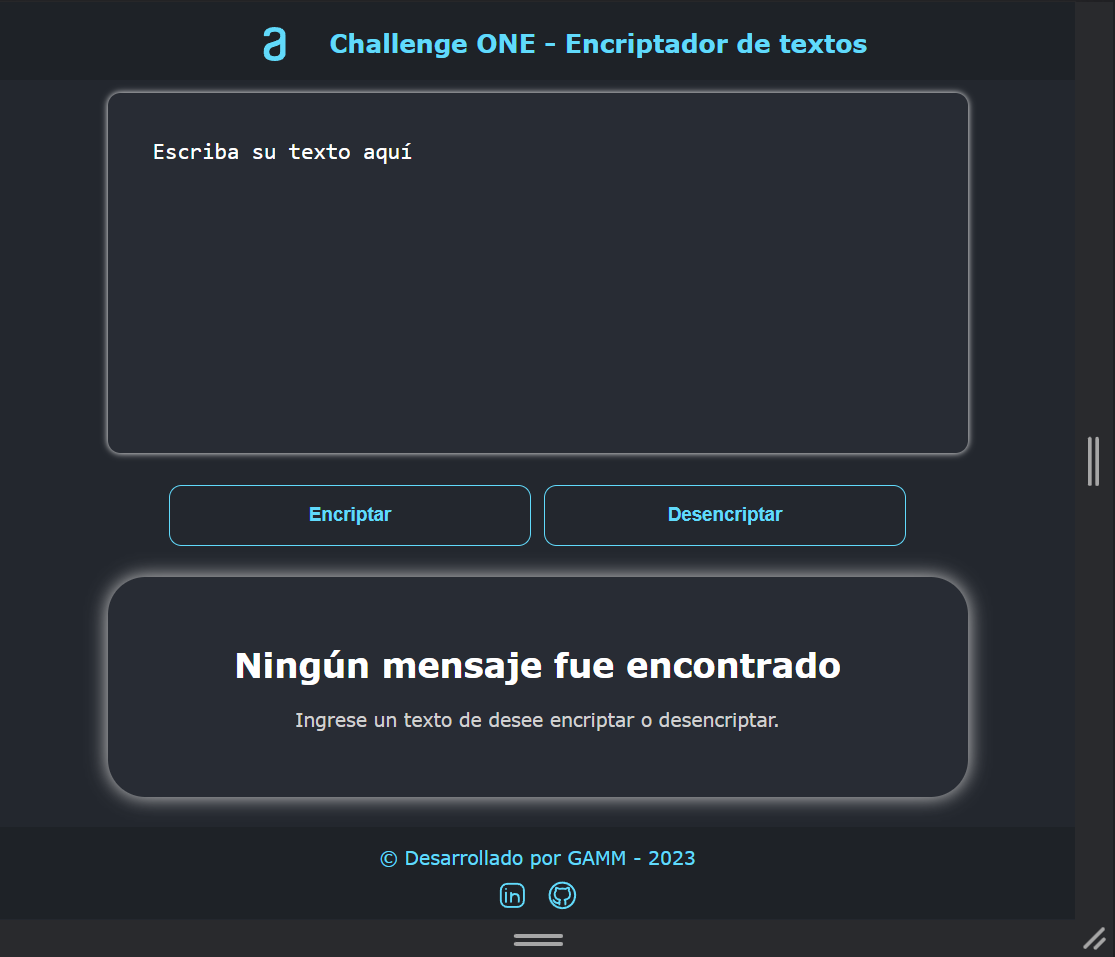 Challenge ONE - Encriptador de textos
Escriba su texto aquí
Encriptar
Desencriptar
Ningún mensaje fue encontrado
Ingrese un texto de desee encriptar o desencriptar.
© Desarrollado por GAMM - 2023
in